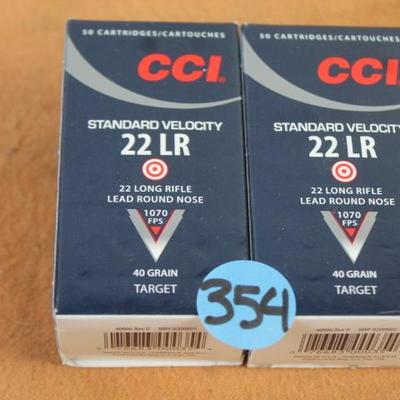 50 CARTRIDGES/CARTOUCHES
CCI
STANDARD VELOCITY
22 LR
22 LONG RIFLE
LEAD ROUND NOSE
1070
FPS
40 GRAIN
TARGET
50 CARTRIDGES/CARTOUCHES
CCI
STANDARD VELOCITY
22 LR
22 LONG RIFLE
LEAD ROUND NOSE
1070
FPS
40 GRAIN
TARGET
354